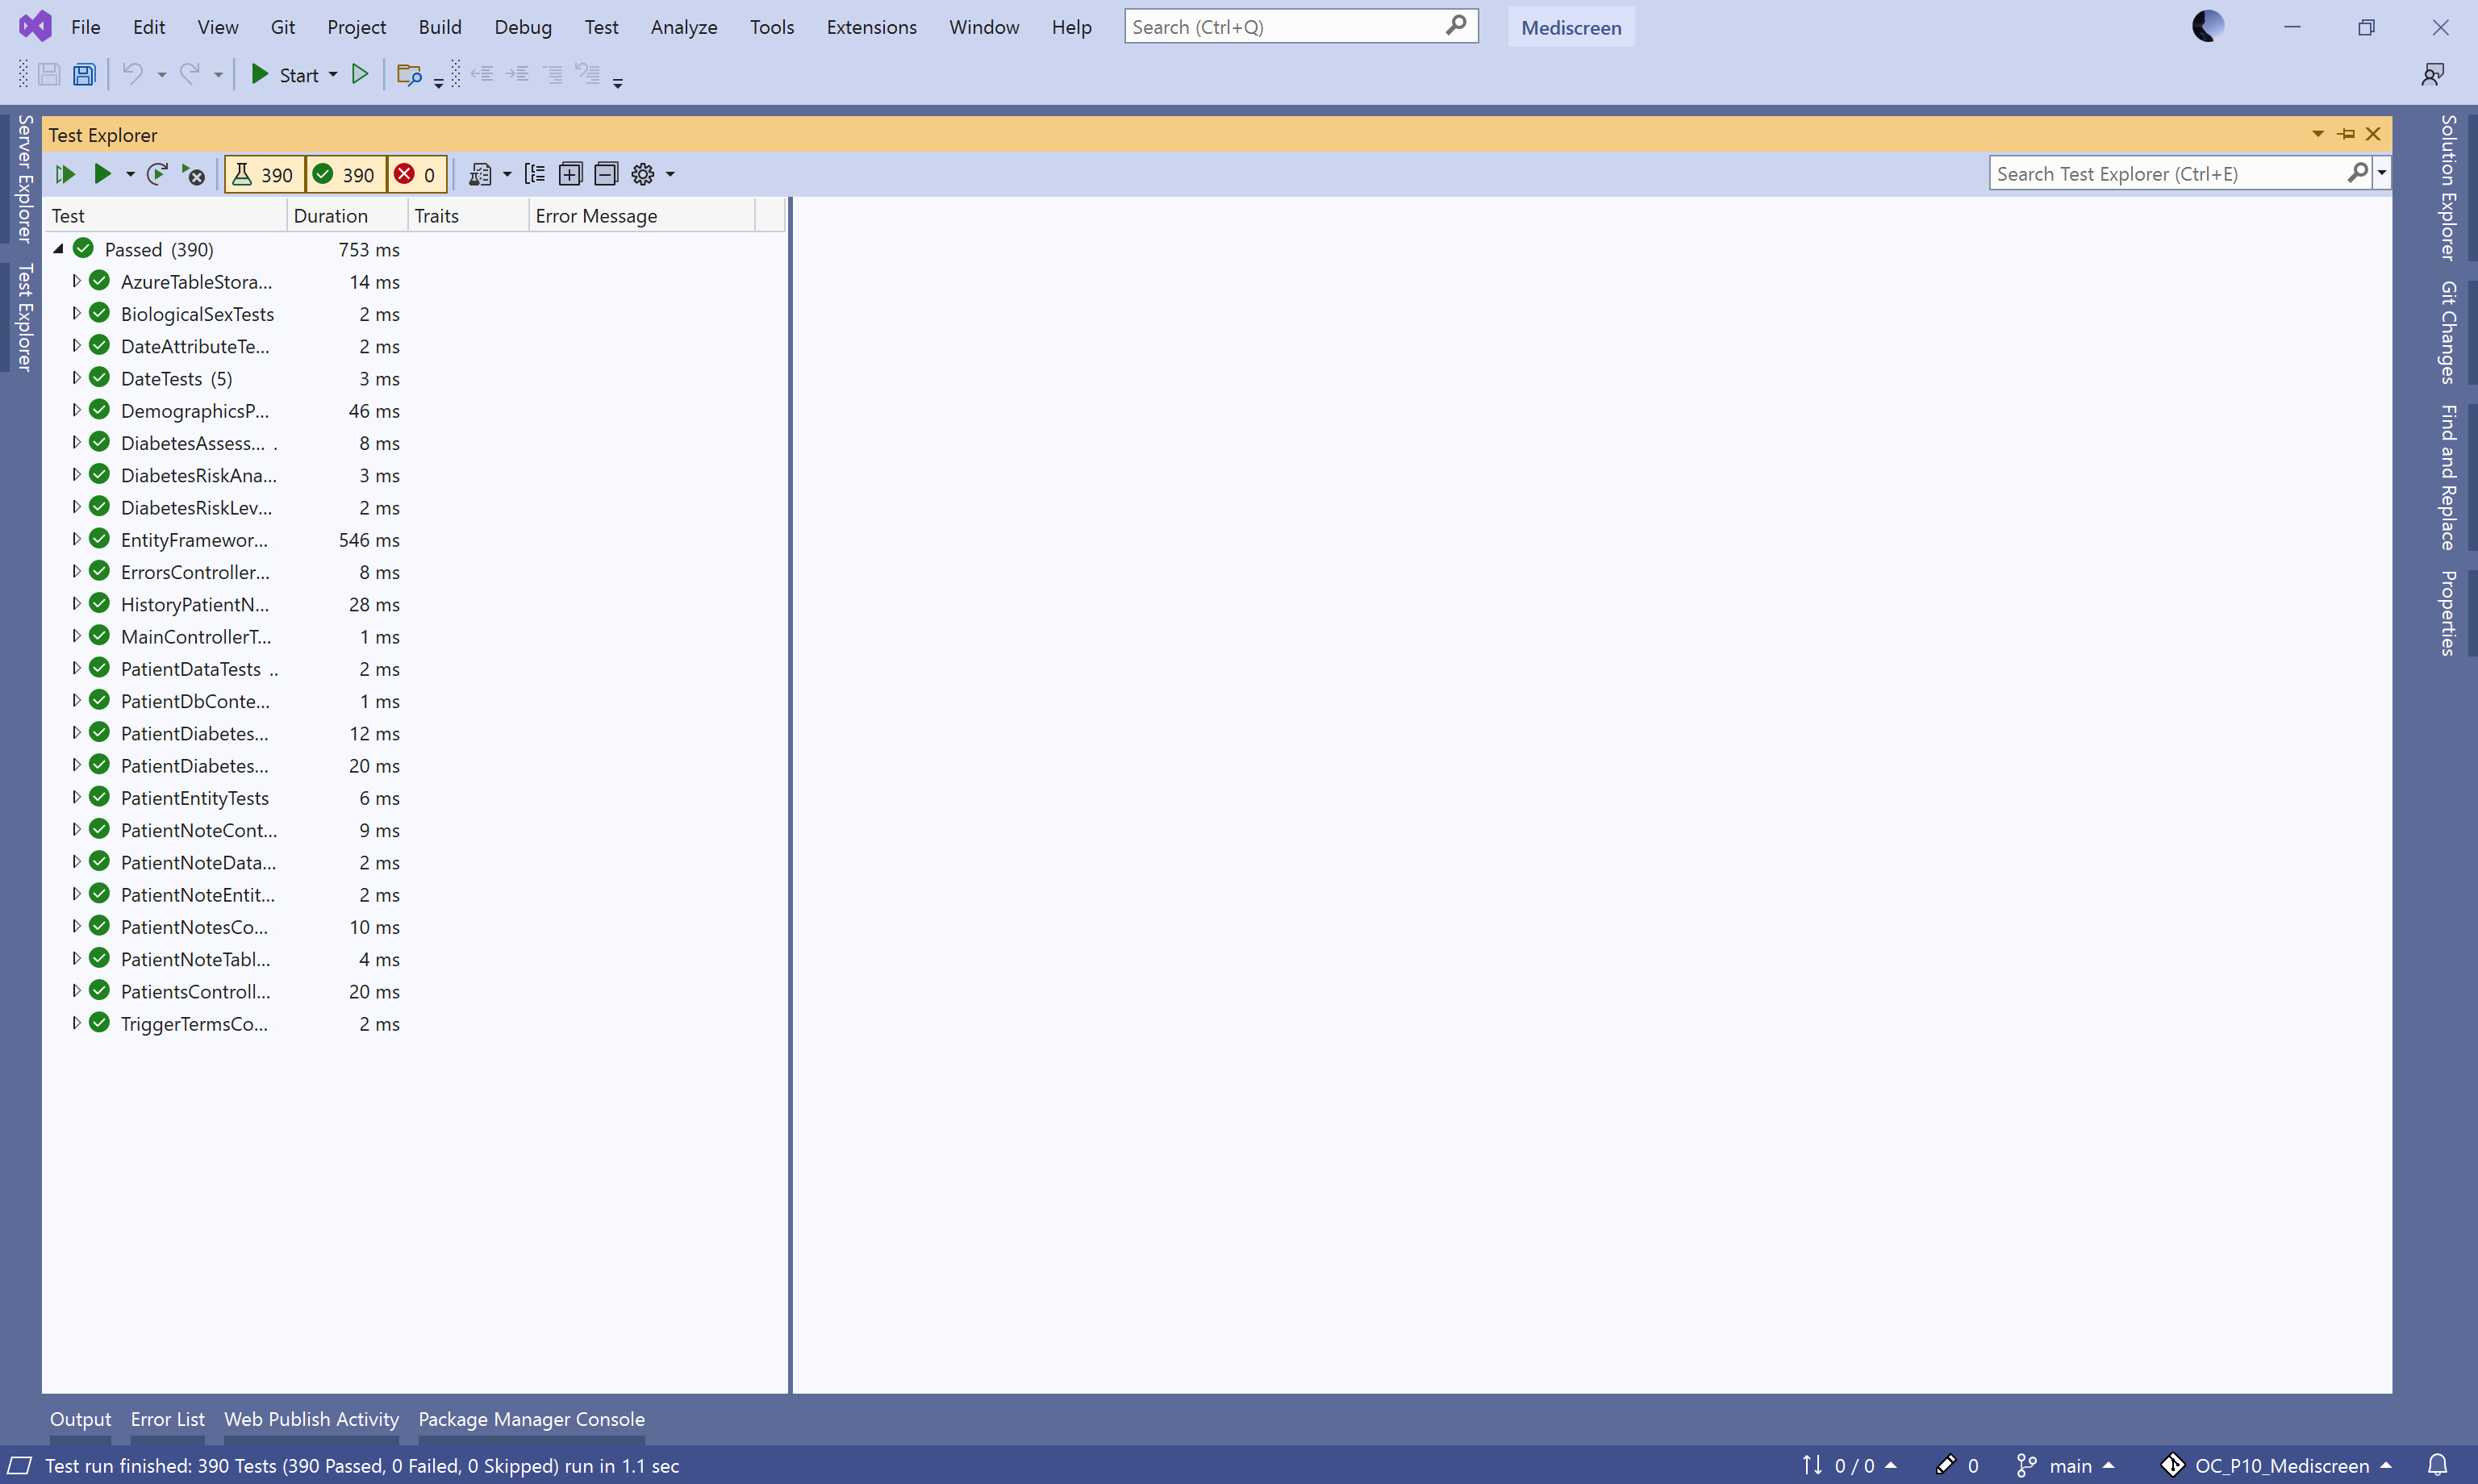 File Edit View Git Project Build Debug Test Analyze Tools Extensions Window Help Search (Ctrl+Q) Mediscreen
Start
Server Explorer
Test Explorer
Test Explorer
390 390 0 Search Test Explorer (Ctrl+E)
Test Duration Traits Error Message
Passed (390) 753 ms
AzureTableStora... 14 ms
BiologicalSexTests 2 ms
DateAttributeTe... 2 ms
DateTests (5) 3 ms
DemographicsP... 46 ms
DiabetesAssess... . 8 ms
DiabetesRiskAna... 3 ms
DiabetesRiskLev... 2 ms
EntityFramewor... 546 ms
ErrorsController... 8 ms
HistoryPatientN... 28 ms
MainControllerT... 1 ms
PatientDataTests .. 2 ms
PatientDbConte... 1 ms
PatientDiabetes... 12 ms
PatientDiabetes... 20 ms
PatientEntityTests 6 ms
PatientNoteCont... 9 ms
PatientNoteData... 2 ms
PatientNoteEntit... 2 ms
PatientNotesCo... 10 ms
PatientNoteTabl... 4 ms
PatientsControll... 20 ms
TriggerTermsCo... 2 ms
Solution Explorer
Git Changes
Find and Replace
Properties
Output Error List Web Publish Activity Package Manager Console
Test run finished: 390 Tests (390 Passed, 0 Failed, 0 Skipped) run in 1.1 sec 0 / 0 0 main OC_P10_Mediscreen